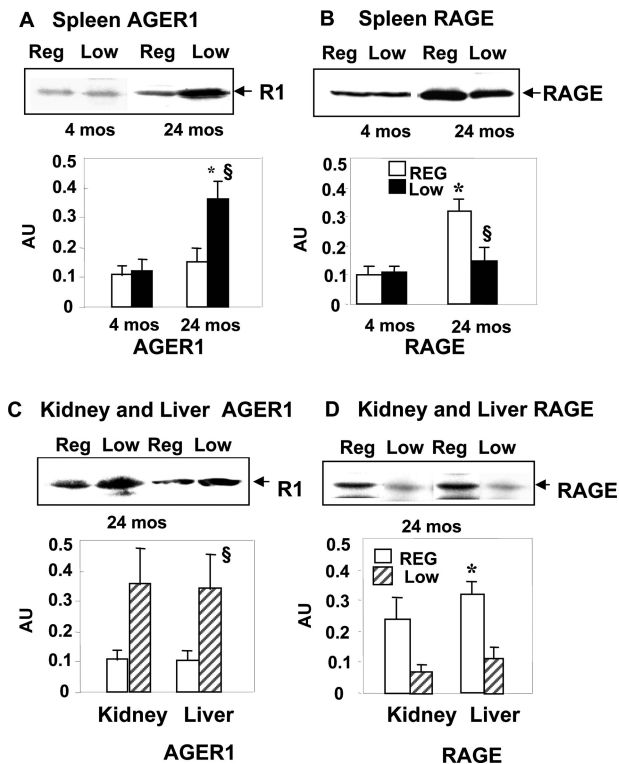 A Spleen AGER1
Reg Low Reg Low
R1
4 mos 24 mos
0.5
0.4
0.3
0.2
0.1
0
AU
* §
4 mos 24 mos
AGER1
B Spleen RAGE
Reg Low Reg Low
RAGE
4 mos 24 mos
0.5
0.4
0.3
0.2
0.1
0
AU
REG
Low
*
§
4 mos 24 mos
RAGE
C Kidney and Liver AGER1
Reg Low Reg Low
R1
24 mos
0.5
0.4
0.3
0.2
0.1
0
AU
§
Kidney Liver
AGER1
D Kidney and Liver RAGE
Reg Low Reg Low
RAGE
24 mos
0.5
0.4
0.3
0.2
0.1
0
AU
REG
Low
*
Kidney Liver
RAGE